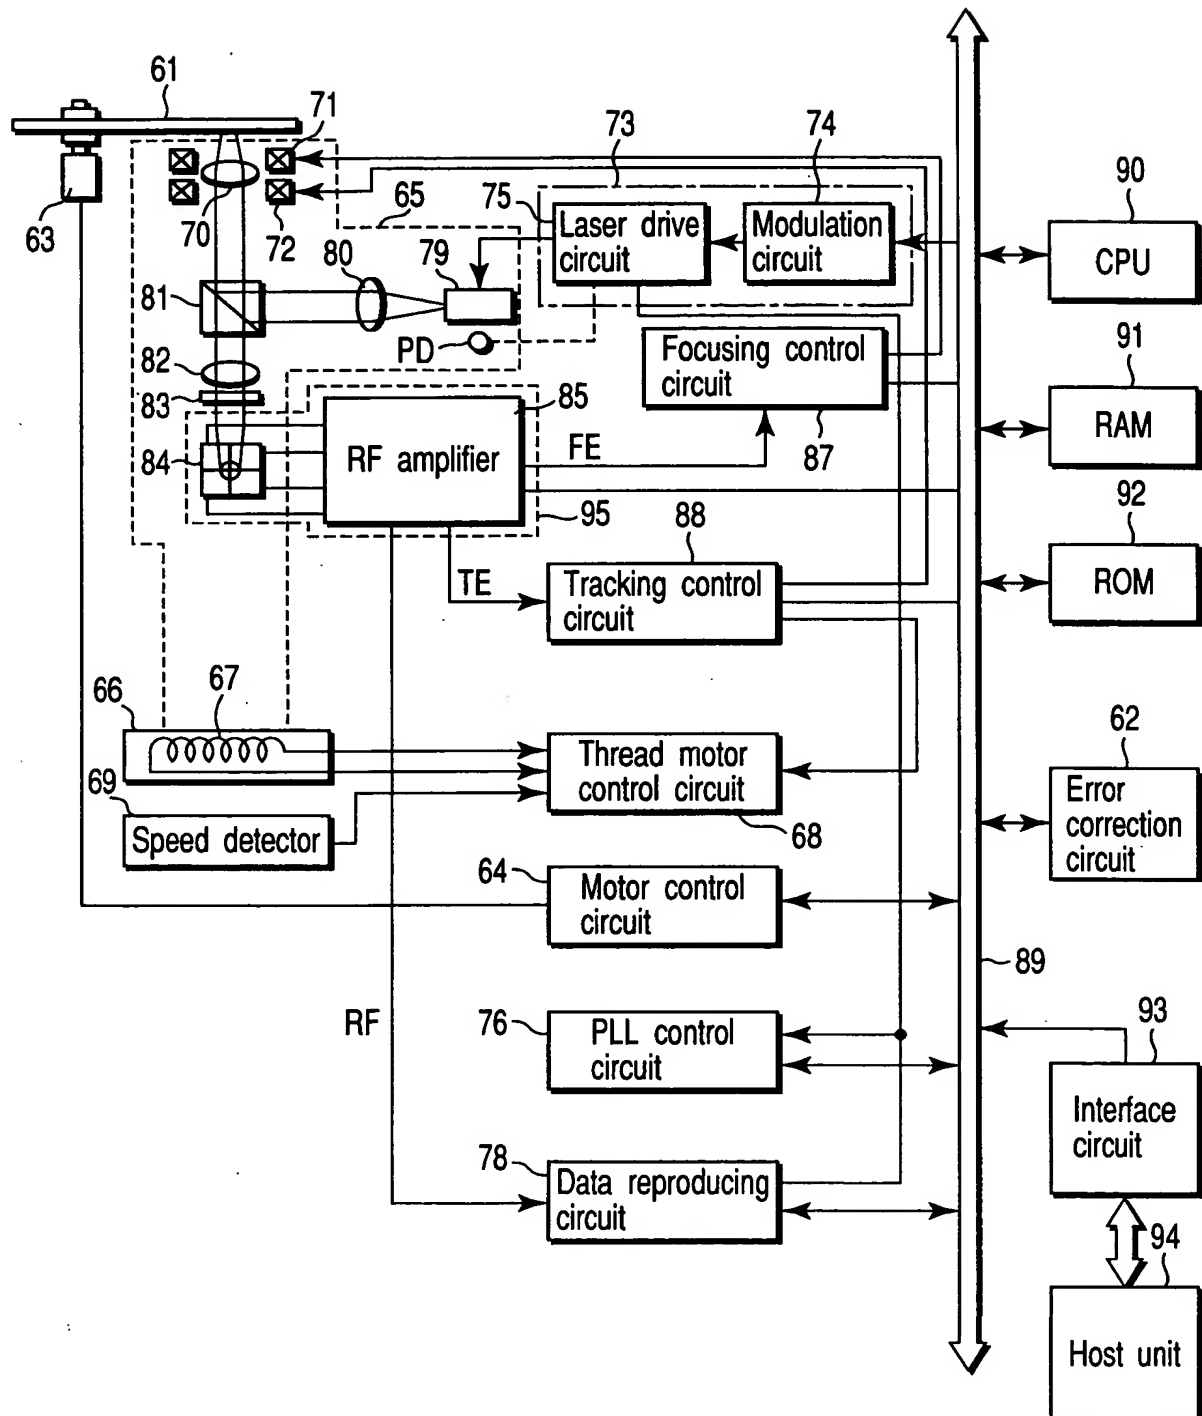 61
71
73
74
63
70
72
65
75
Laser drive
circuit
Modulation
circuit
90
CPU
80
79
81
PD
Focusing control
circuit
87
91
RAM
82
83
85
RF amplifier
FE
84
95
88
92
ROM
TE
Tracking control
circuit
66
67
Thread motor
control circuit
68
62
Error
correction
circuit
69
Speed detector
64
Motor control
circuit
89
RF
76
PLL control
circuit
93
Interface
circuit
78
Data reproducing
circuit
94
Host unit